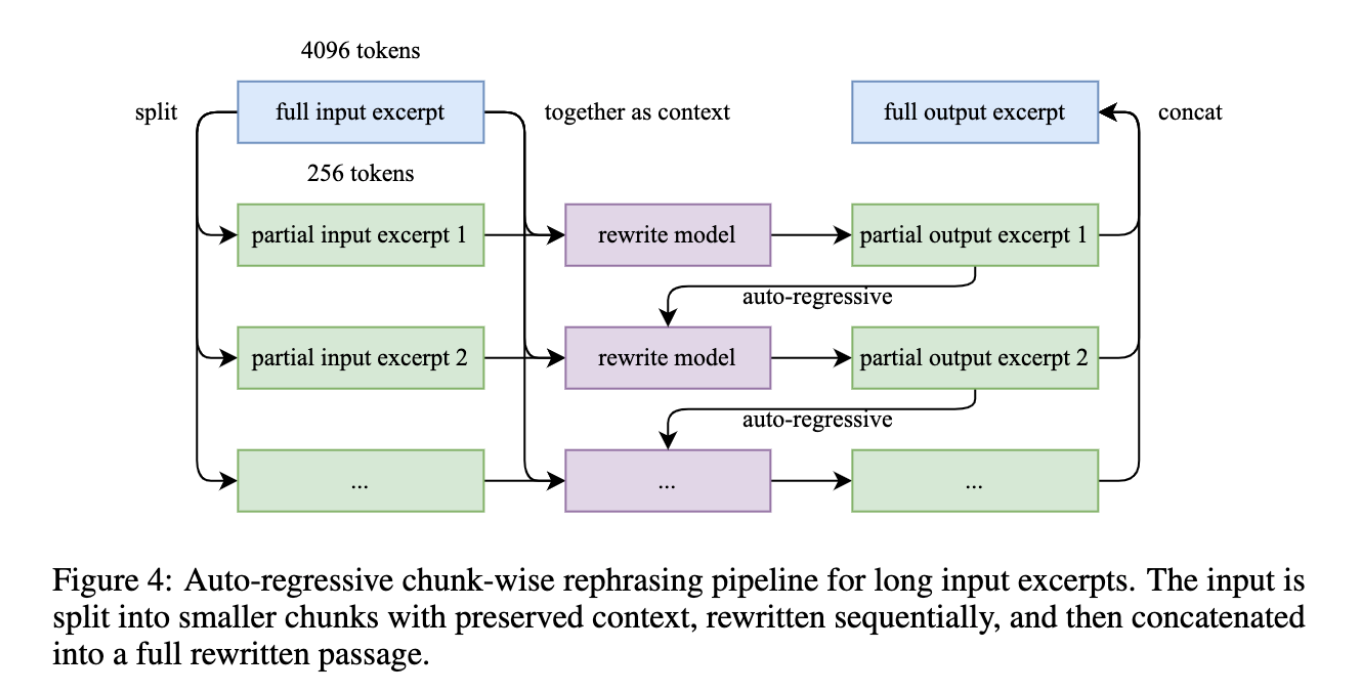 4096 tokens
split
full input excerpt
together as context
full output excerpt
concat
256 tokens
partial input excerpt 1
rewrite model
partial output excerpt 1
auto-regressive
partial input excerpt 2
rewrite model
partial output excerpt 2
auto-regressive
...
...
...
Figure 4: Auto-regressive chunk-wise rephrasing pipeline for long input excerpts. The input is
split into smaller chunks with preserved context, rewritten sequentially, and then concatenated
into a full rewritten passage.